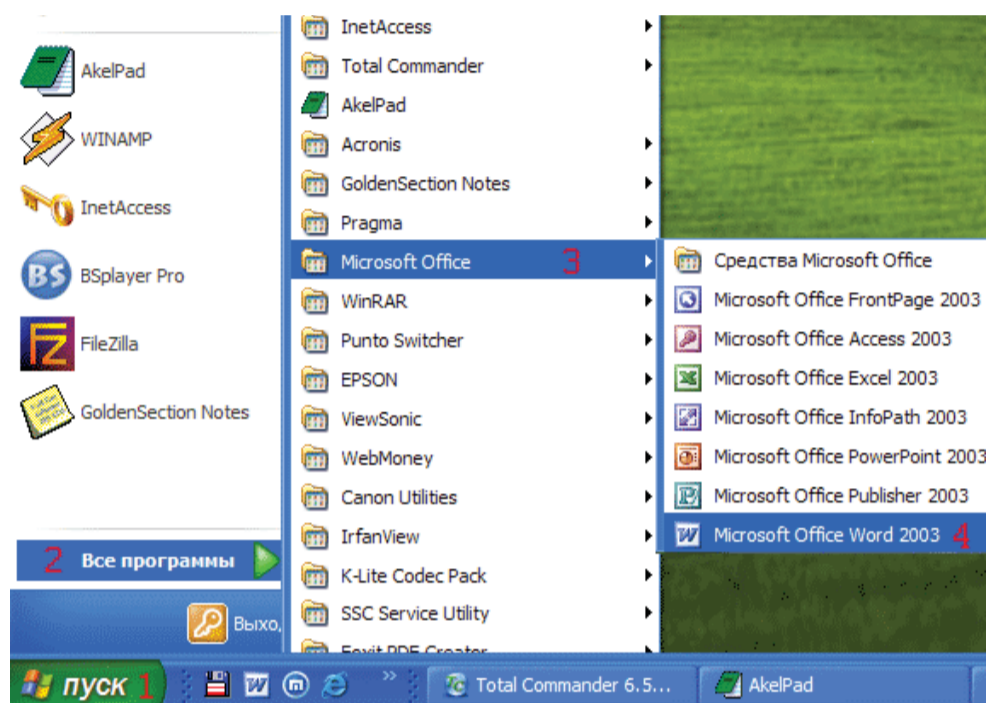 AkelPad
WINAMP
InetAccess
BSplayer Pro
FileZilla
GoldenSection Notes
2 Все программы
Выхо,
InetAccess
Total Commander
AkelPad
Acronis
GoldenSection Notes
Pragma
Microsoft Office 3
WinRAR
Punto Switcher
EPSON
ViewSonic
WebMoney
Canon Utilities
IrfanView
K-Lite Codec Pack
SSC Service Utility
Foxit PDF Creator
Средства Microsoft Office
Microsoft Office FrontPage 2003
Microsoft Office Access 2003
Microsoft Office Excel 2003
Microsoft Office InfoPath 2003
Microsoft Office PowerPoint 2003
Microsoft Office Publisher 2003
Microsoft Office Word 2003 4
пуск 1
Total Commander 6.5...
AkelPad